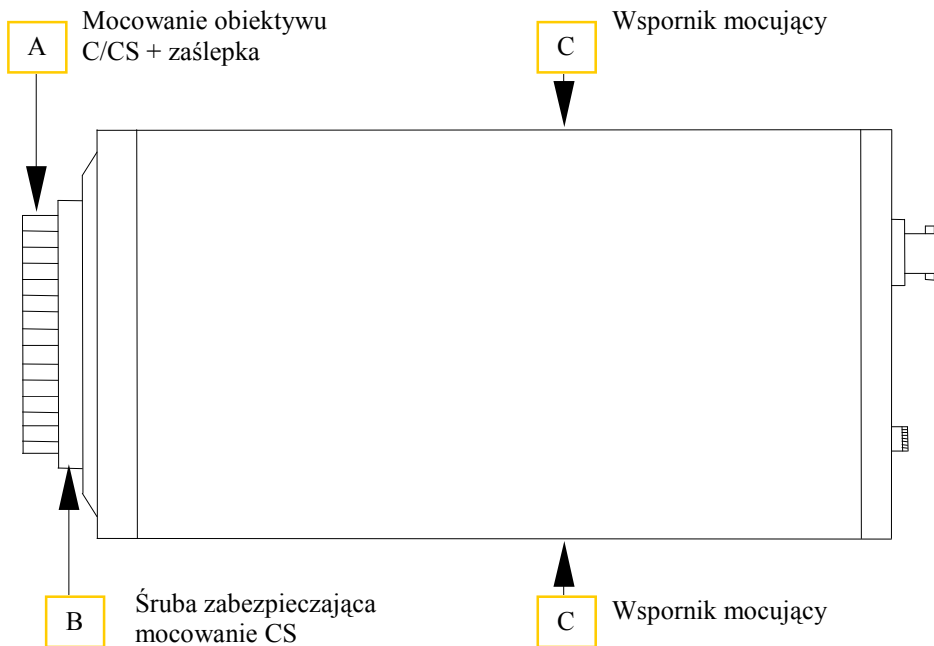 A
Mocowanie obiektywu
C/CS + zaślepka
C
Wspornik mocujący
B
Śruba zabezpieczająca
mocowanie CS
C
Wspornik mocujący